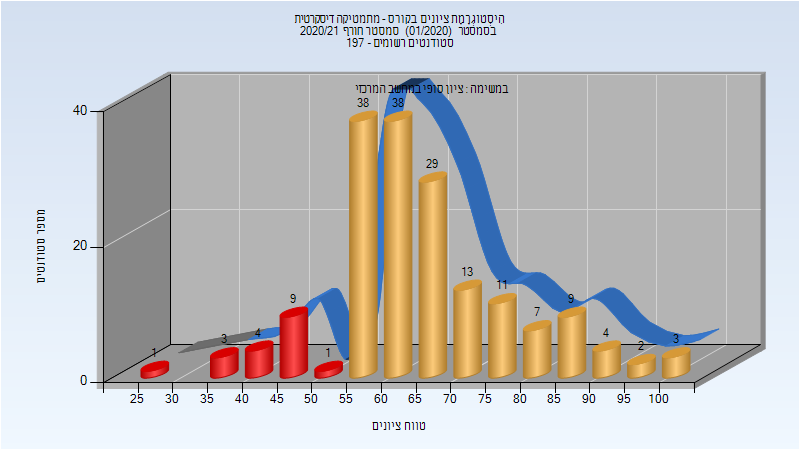 היסטוגרמת ציונים בקורס - מתמטיקה דיסקרטית
בסמסטר (01/2020) סמסטר חורף 2020/21
סטודנטים רשומים - 197
במשימה : ציון סופי במחשב המרכזי
מספר סטודנטים
40
20
0
1
3
4
9
1
38
38
29
13
11
7
9
4
2
3
25 30 35 40 45 50 55 60 65 70 75 80 85 90 95 100
טווח ציונים